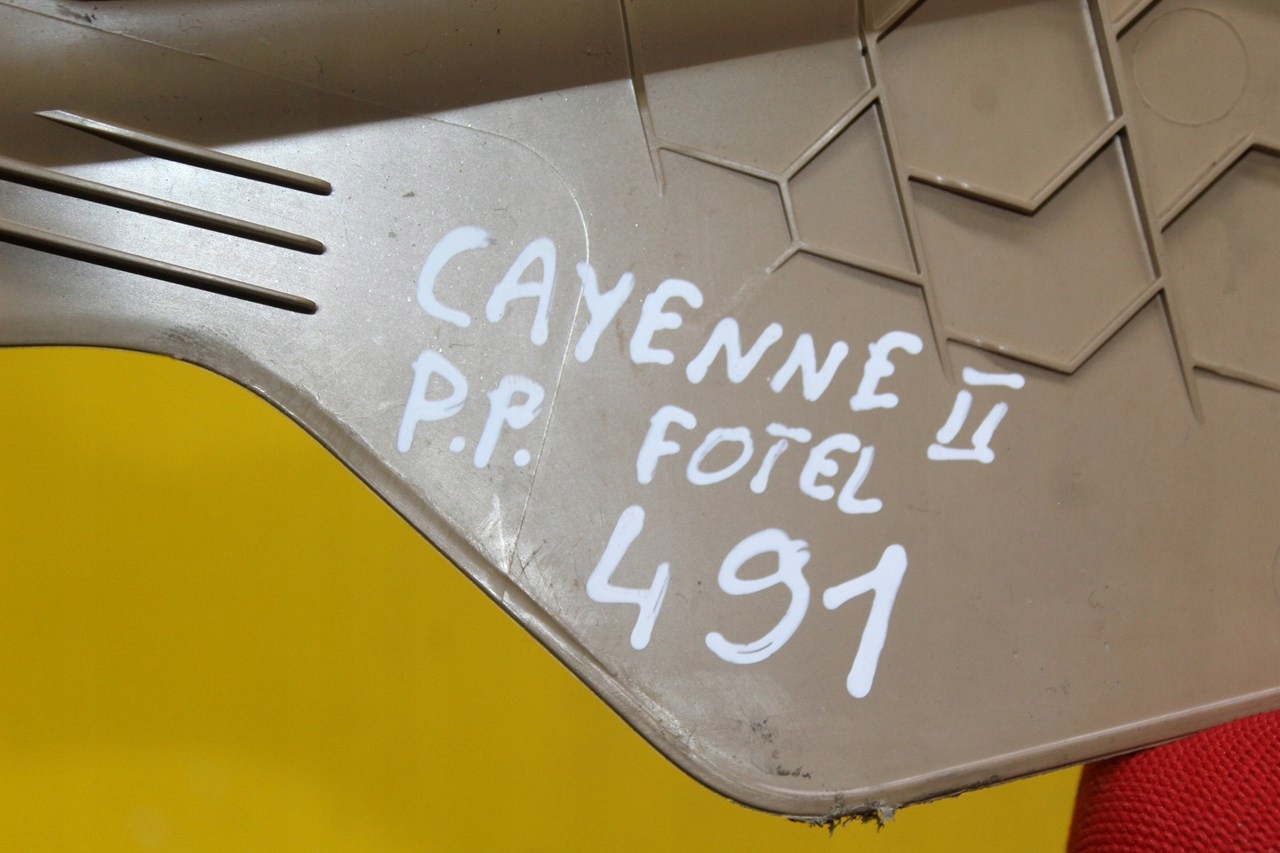 CAYENNE II
P.P. FOTEL
491